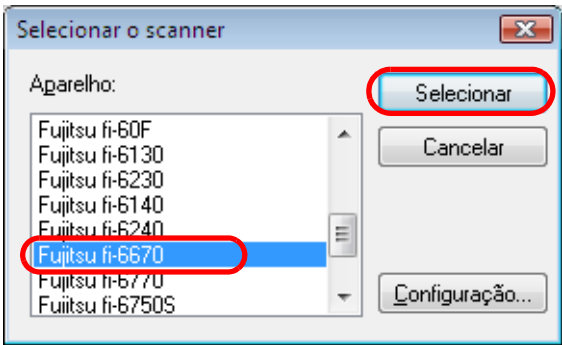 Selecionar o scanner
Aparelho:
Selecionar
Fujitsu fi-60F
Fujitsu fi-6130
Fujitsu fi-6230
Fujitsu fi-6140
Fujitsu fi-6240
Fujitsu fi-6670
Fujitsu fi-6770
Fujitsu fi-6750S
Cancelar
Configuração...